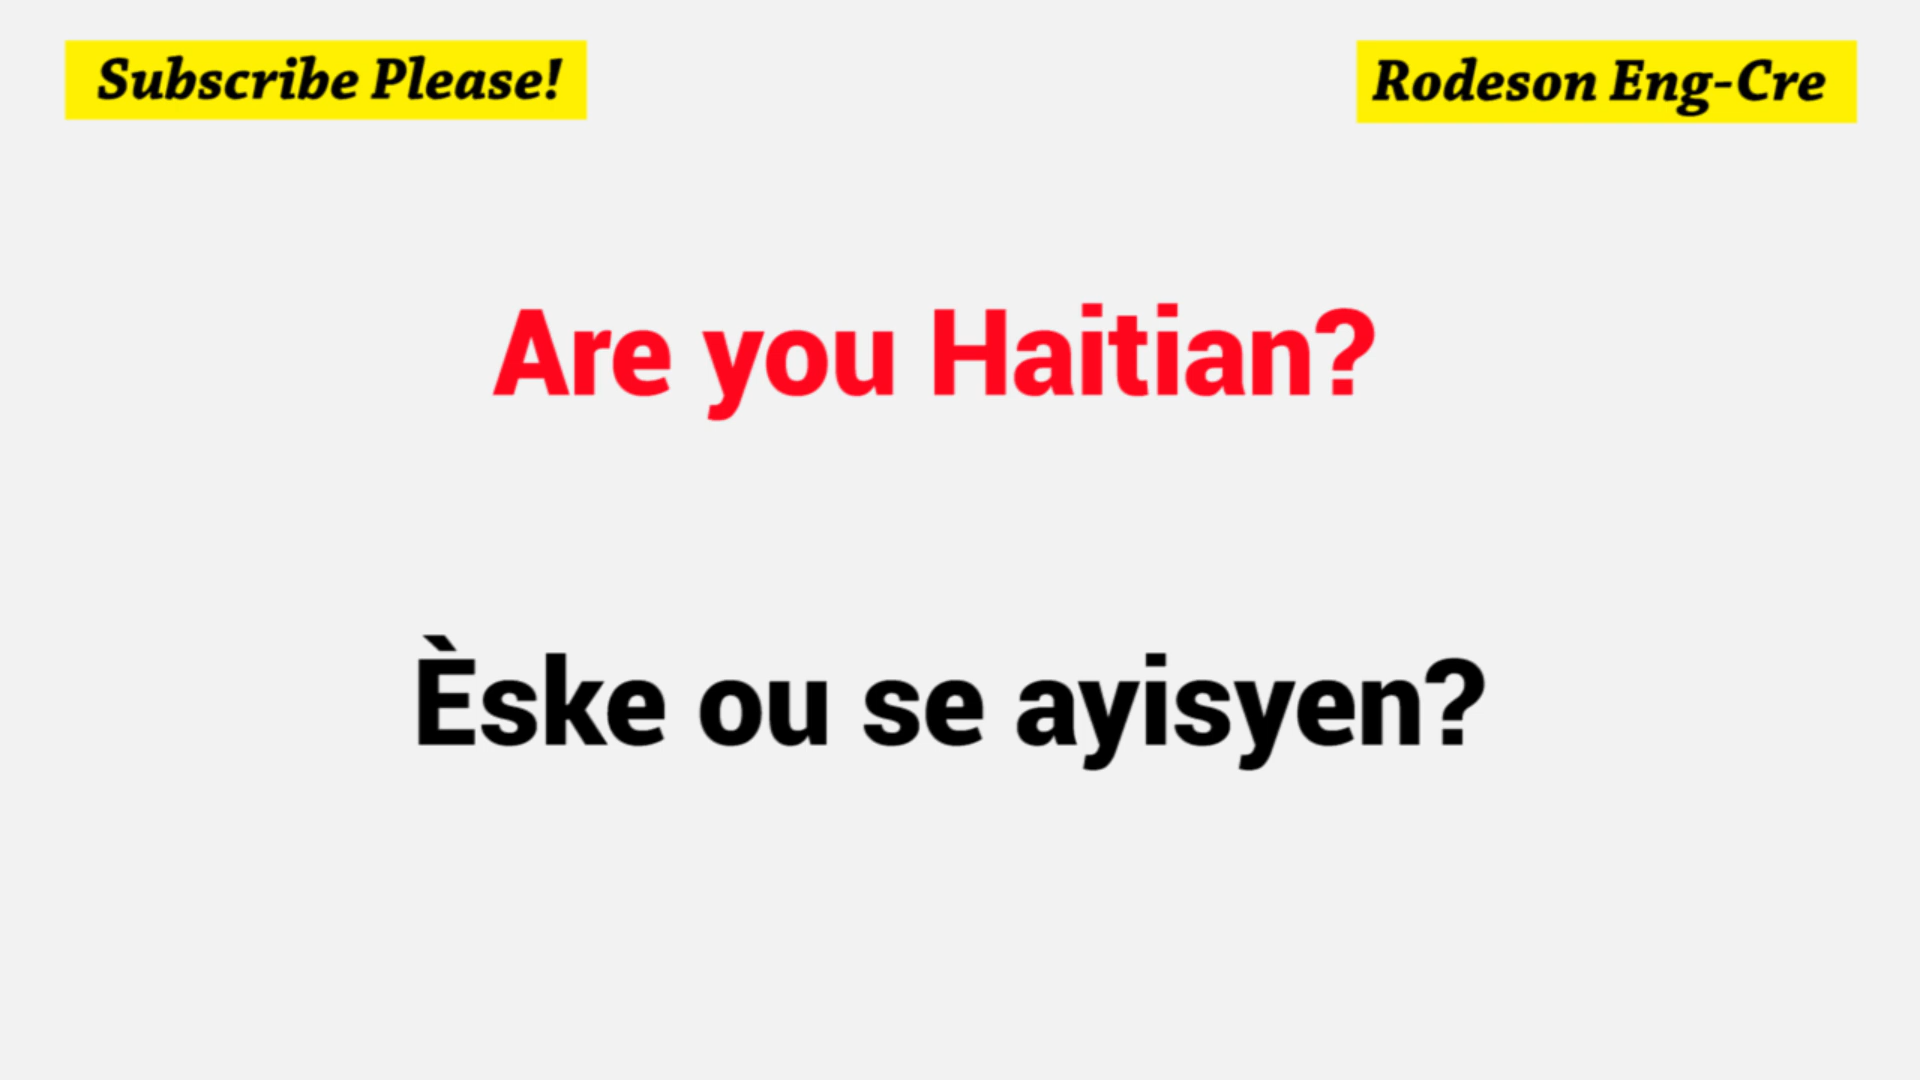 Subscribe Please!
Rodeson Eng-Cre
Are you Haitian?
Èske ou se ayisyen?